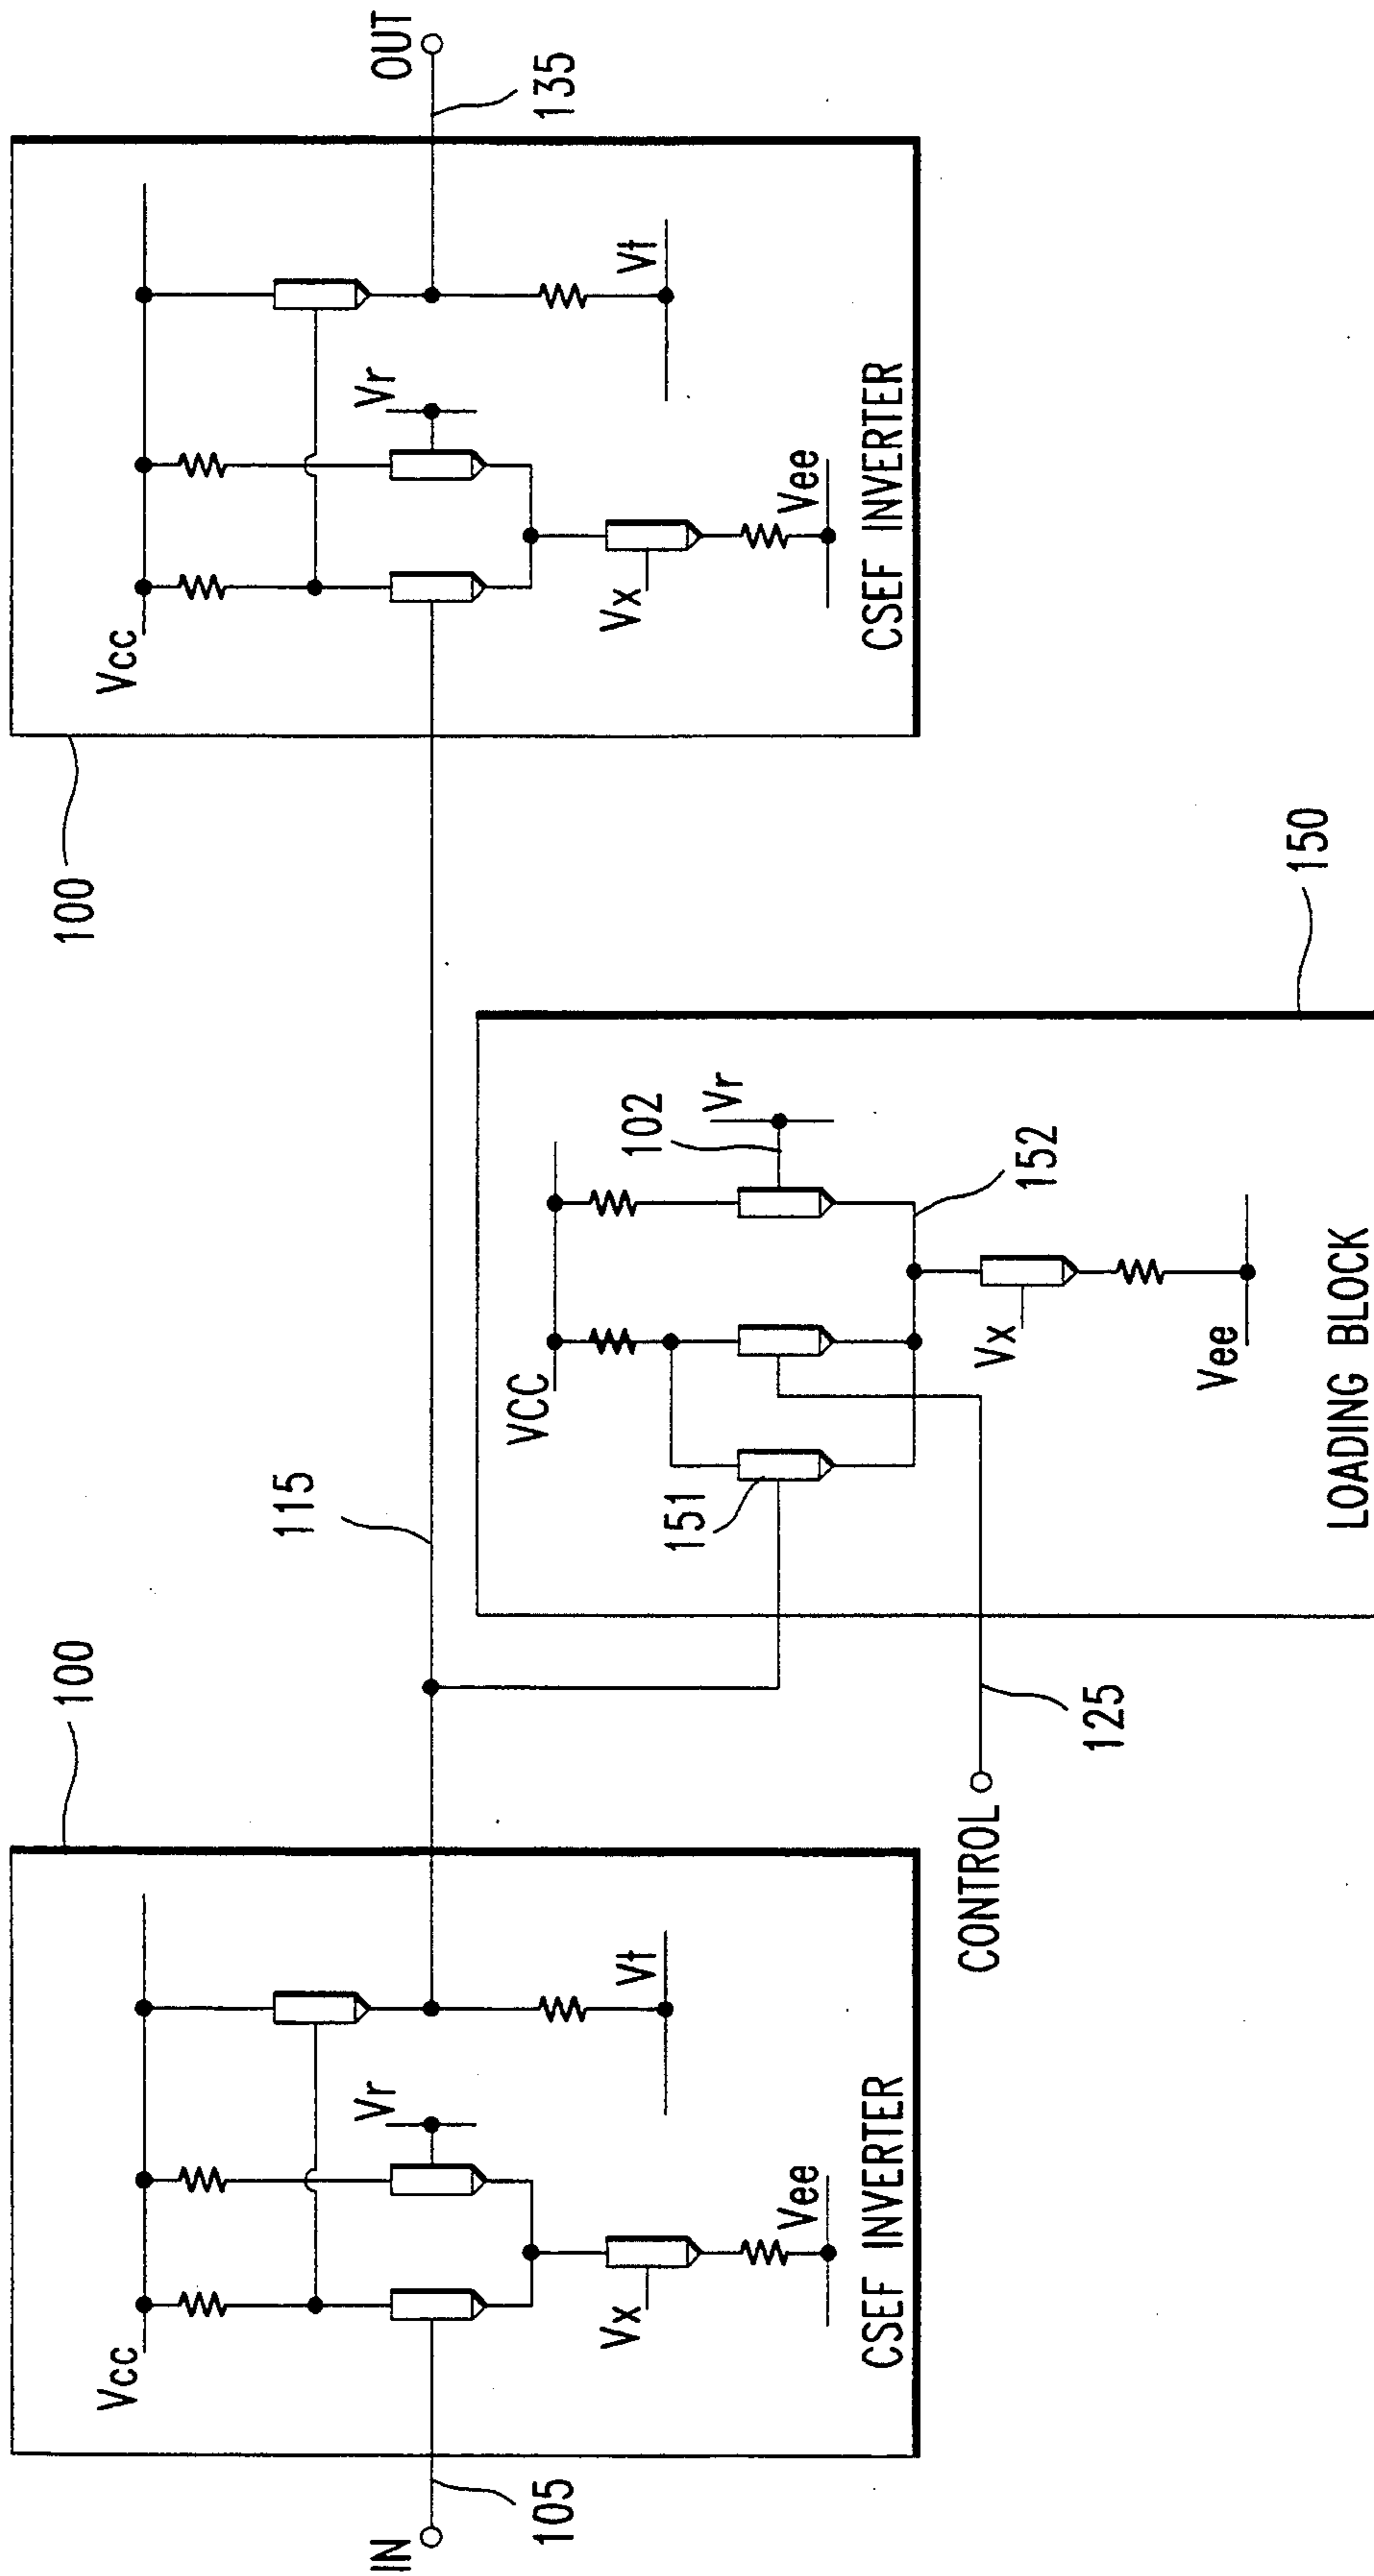 IN
105
Vcc
Vr
Vx
Vee
Vt
CSEF INVERTER
100
115
CONTROL
125
VCC
151
102
Vr
152
Vx
Vee
LOADING BLOCK
150
100
Vcc
Vr
Vx
Vee
Vt
CSEF INVERTER
OUT
135